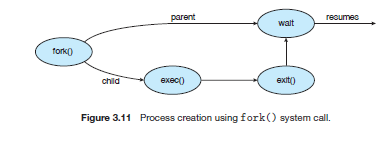 parent
resumes
wait
fork()
child
exec()
exit()
Figure 3.11 Process creation using fork() system call.